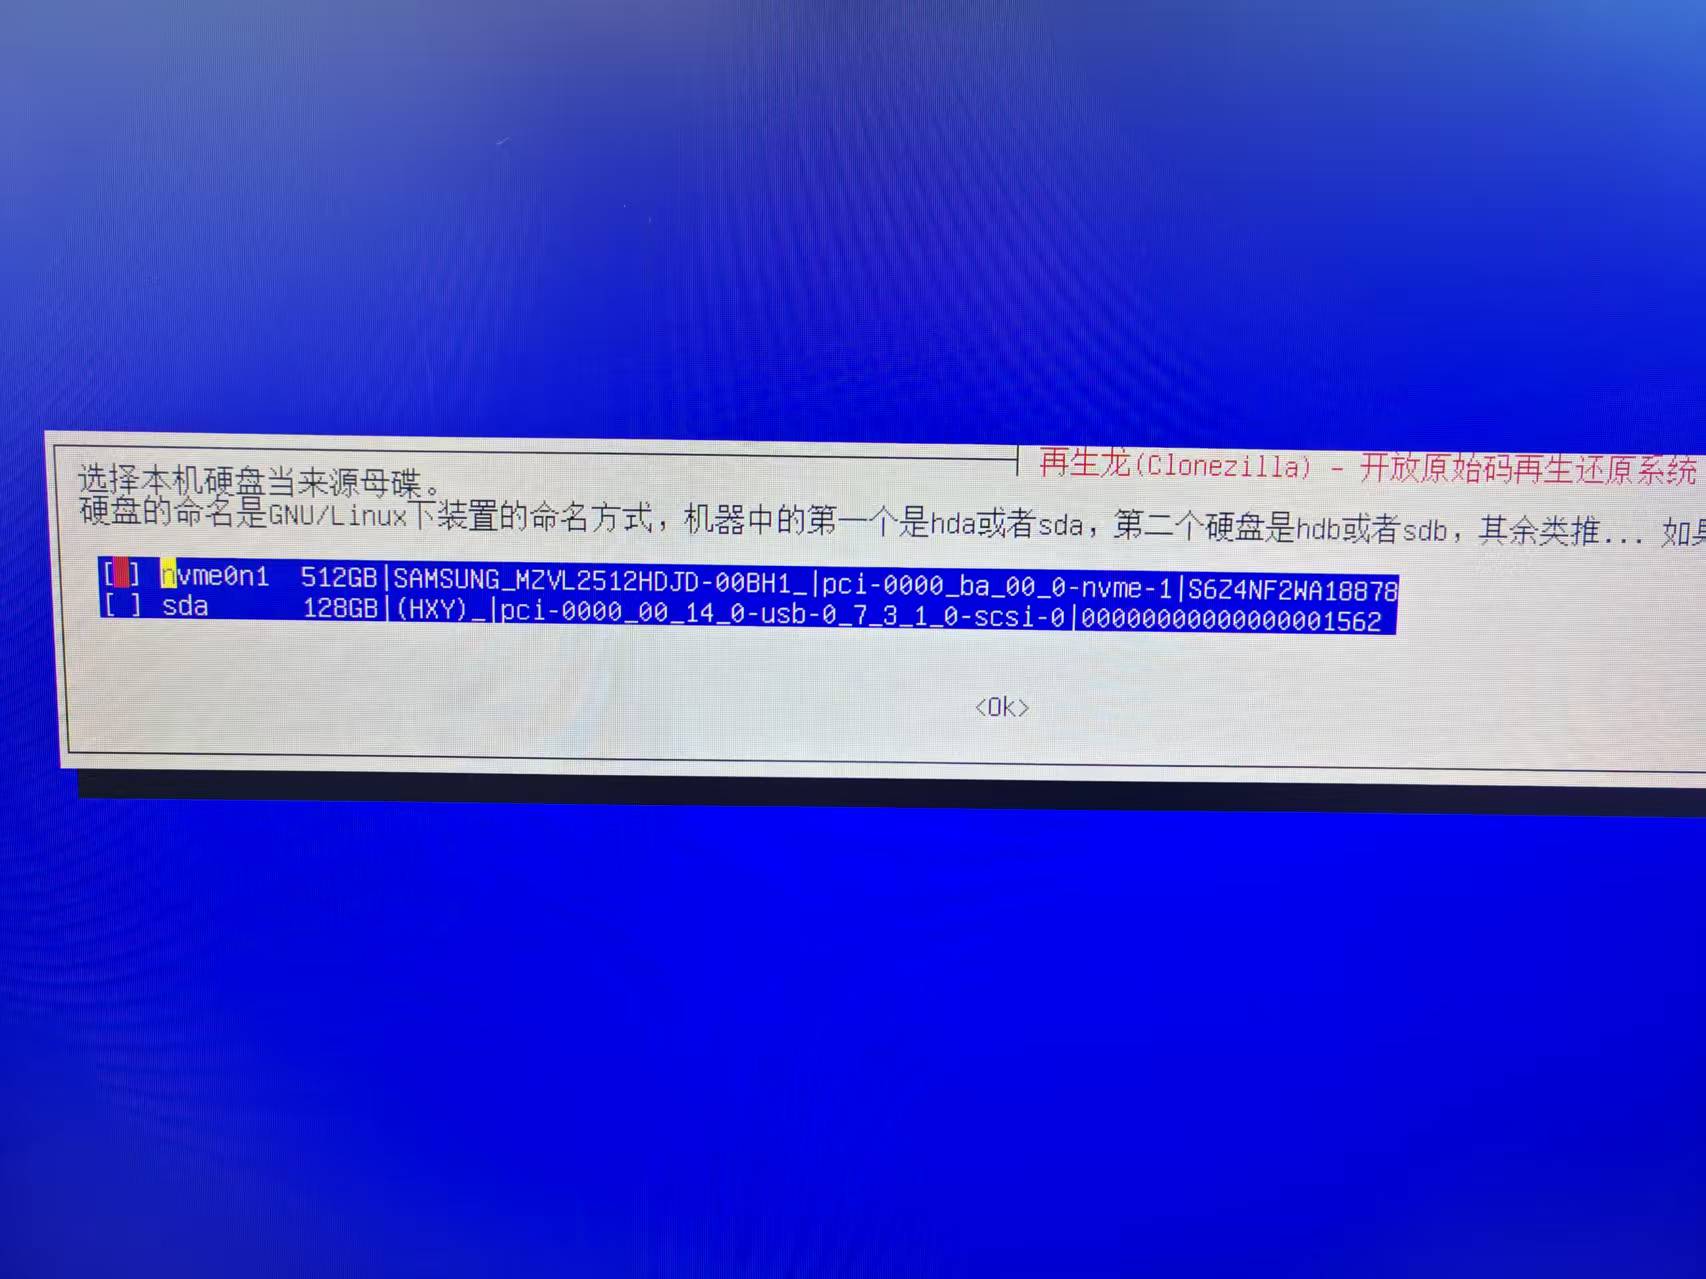 再生龙(Clonezilla) - 开放原始码再生还原系统
选择本机硬盘当来源母碟。
硬盘的命名是GNU/Linux下装置的命名方式，机器中的第一个是hda或者sda，第二个硬盘是hdb或者sdb，其余类推... 如果
[ ] nvme0n1 512GB|SAMSUNG_MZVL2512HDJD-00BH1_|pci-0000_ba_00_0-nvme-1|S6Z4NF2WA18878
[ ] sda 128GB|(HXY)_|pci-0000_00_14_0-usb-0_7_3_1_0-scsi-0|00000000000000001562
<Ok>